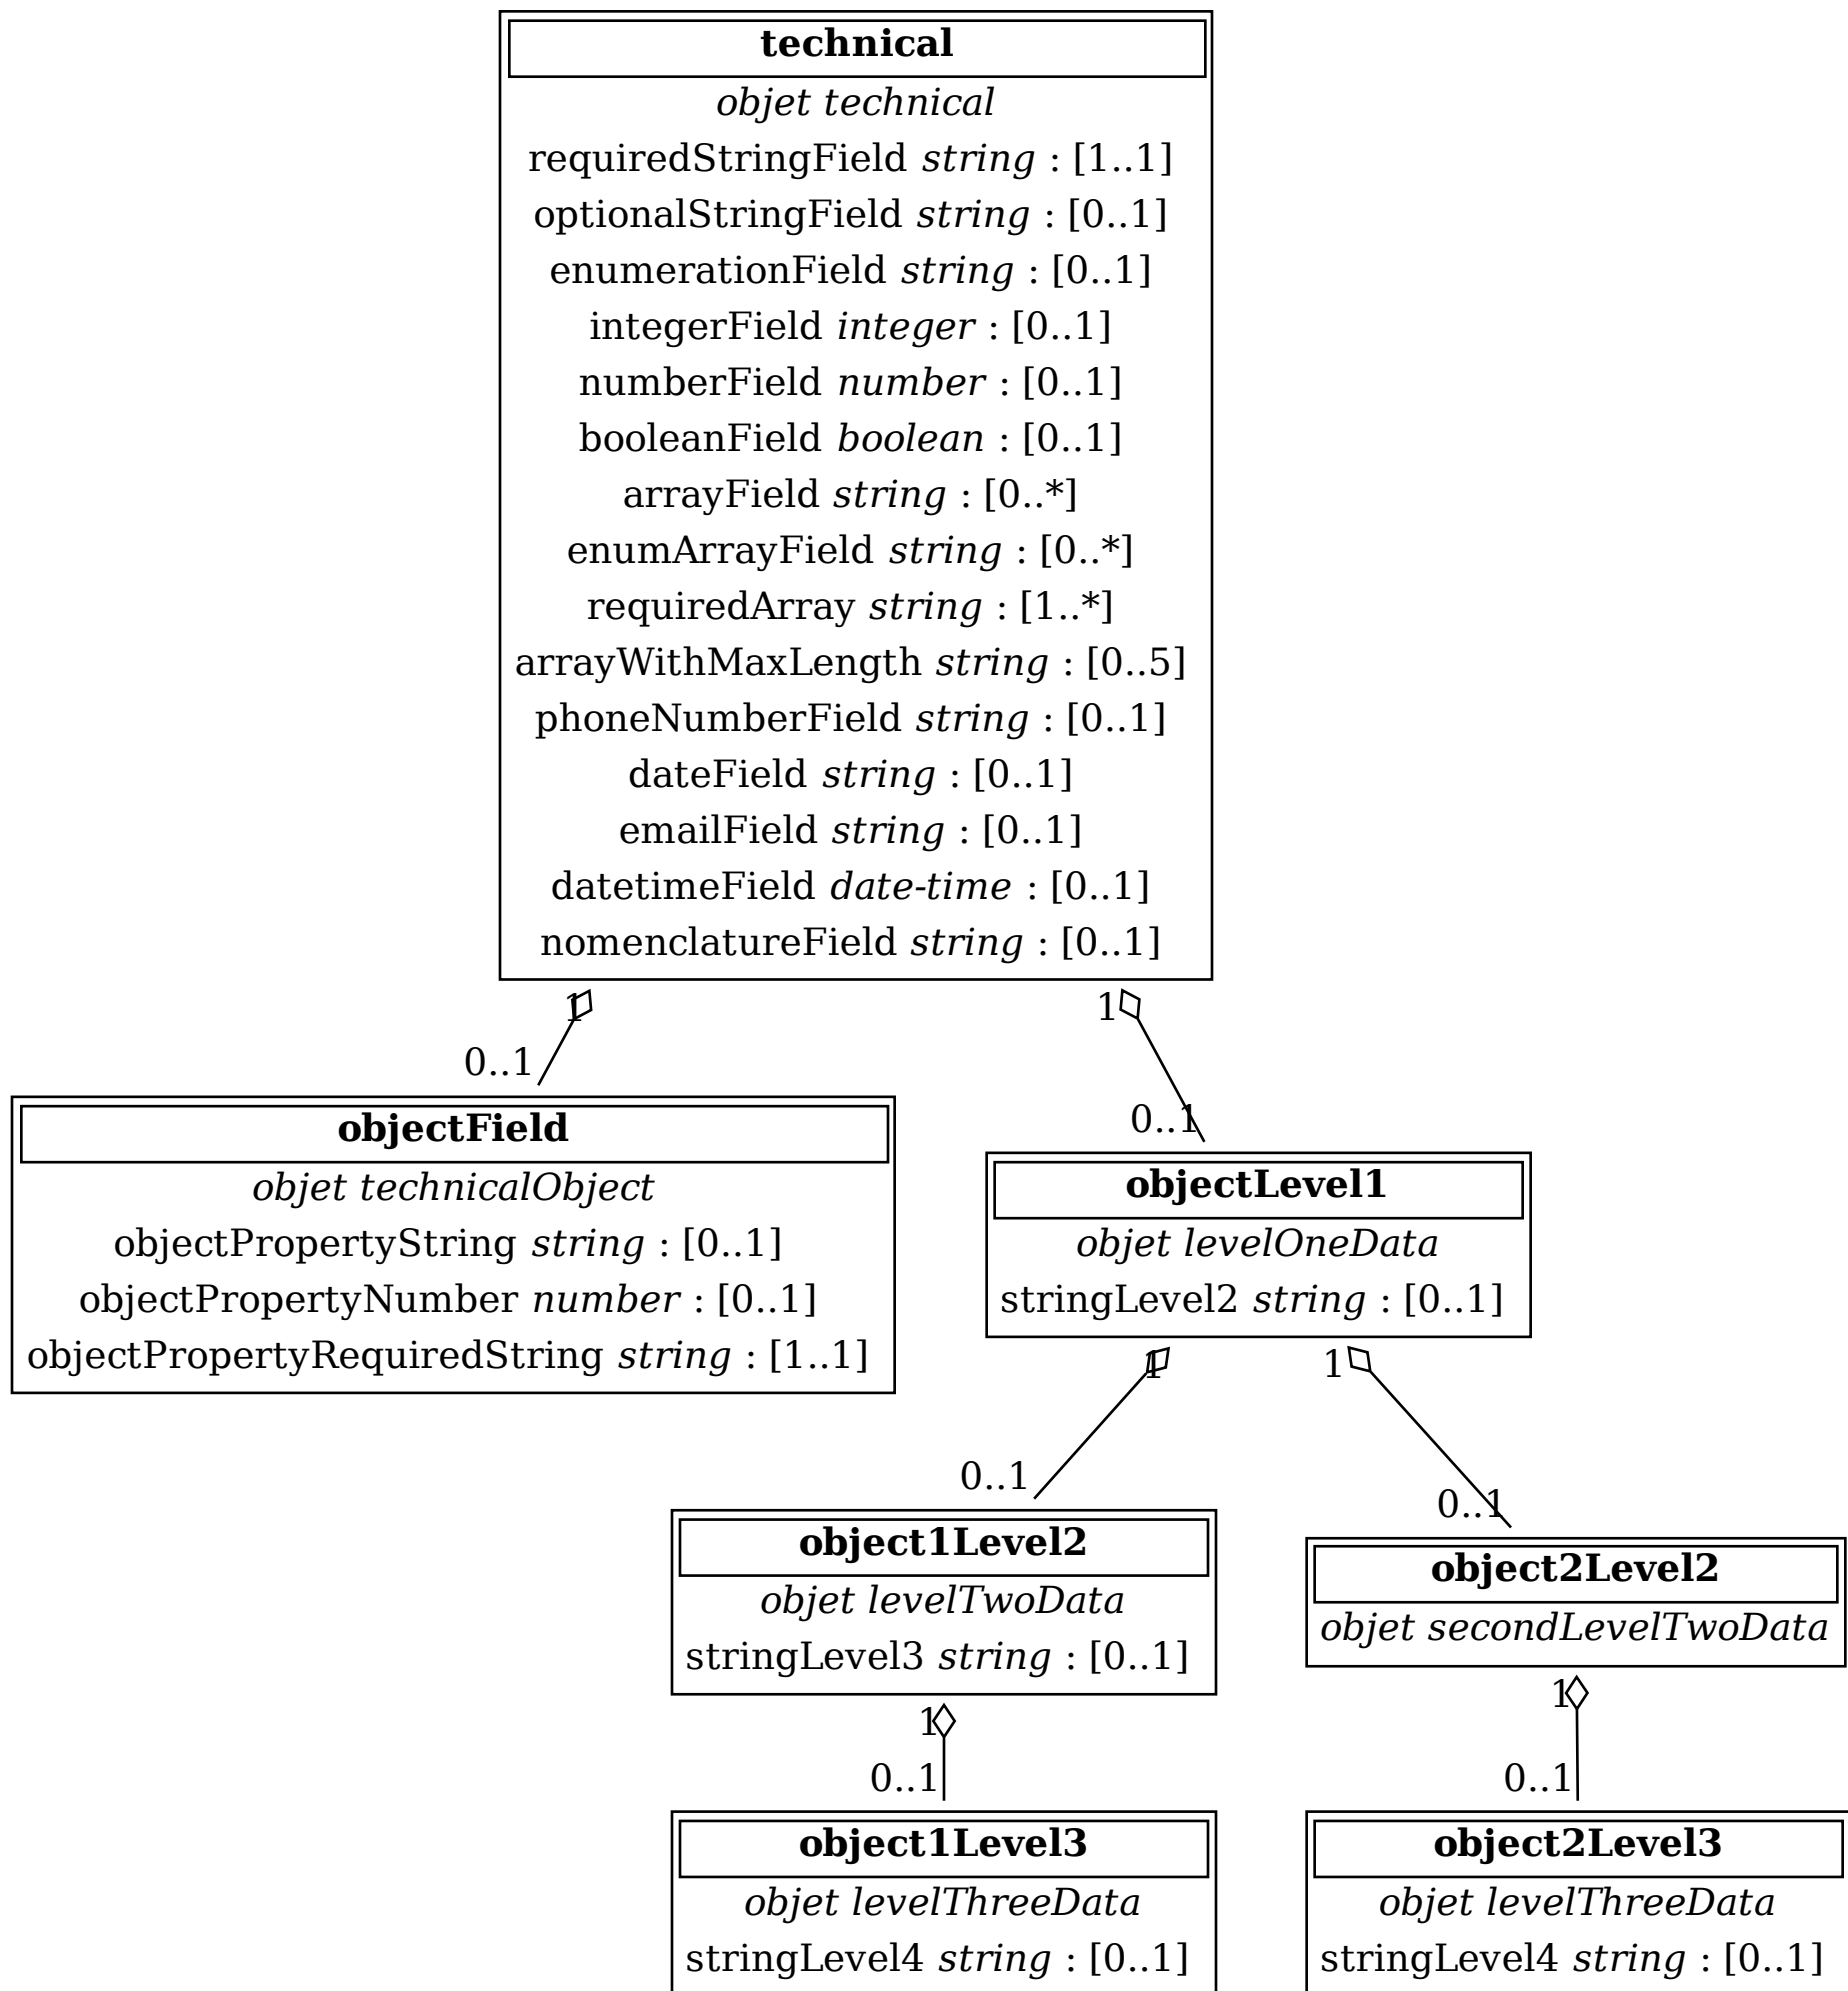 technical
objet technical
requiredStringField string : [1..1]
optionalStringField string : [0..1]
enumerationField string : [0..1]
integerField integer : [0..1]
numberField number : [0..1]
booleanField boolean : [0..1]
arrayField string : [0..*]
enumArrayField string : [0..*]
requiredArray string : [1..*]
arrayWithMaxLength string : [0..5]
phoneNumberField string : [0..1]
dateField string : [0..1]
emailField string : [0..1]
datetimeField date-time : [0..1]
nomenclatureField string : [0..1]
1
1
0..1
0..1
objectField
objet technicalObject
objectPropertyString string : [0..1]
objectPropertyNumber number : [0..1]
objectPropertyRequiredString string : [1..1]
objectLevel1
objet levelOneData
stringLevel2 string : [0..1]
1
1
0..1
0..1
object1Level2
objet levelTwoData
stringLevel3 string : [0..1]
object2Level2
objet secondLevelTwoData
1
1
0..1
0..1
object1Level3
objet levelThreeData
stringLevel4 string : [0..1]
object2Level3
objet levelThreeData
stringLevel4 string : [0..1]